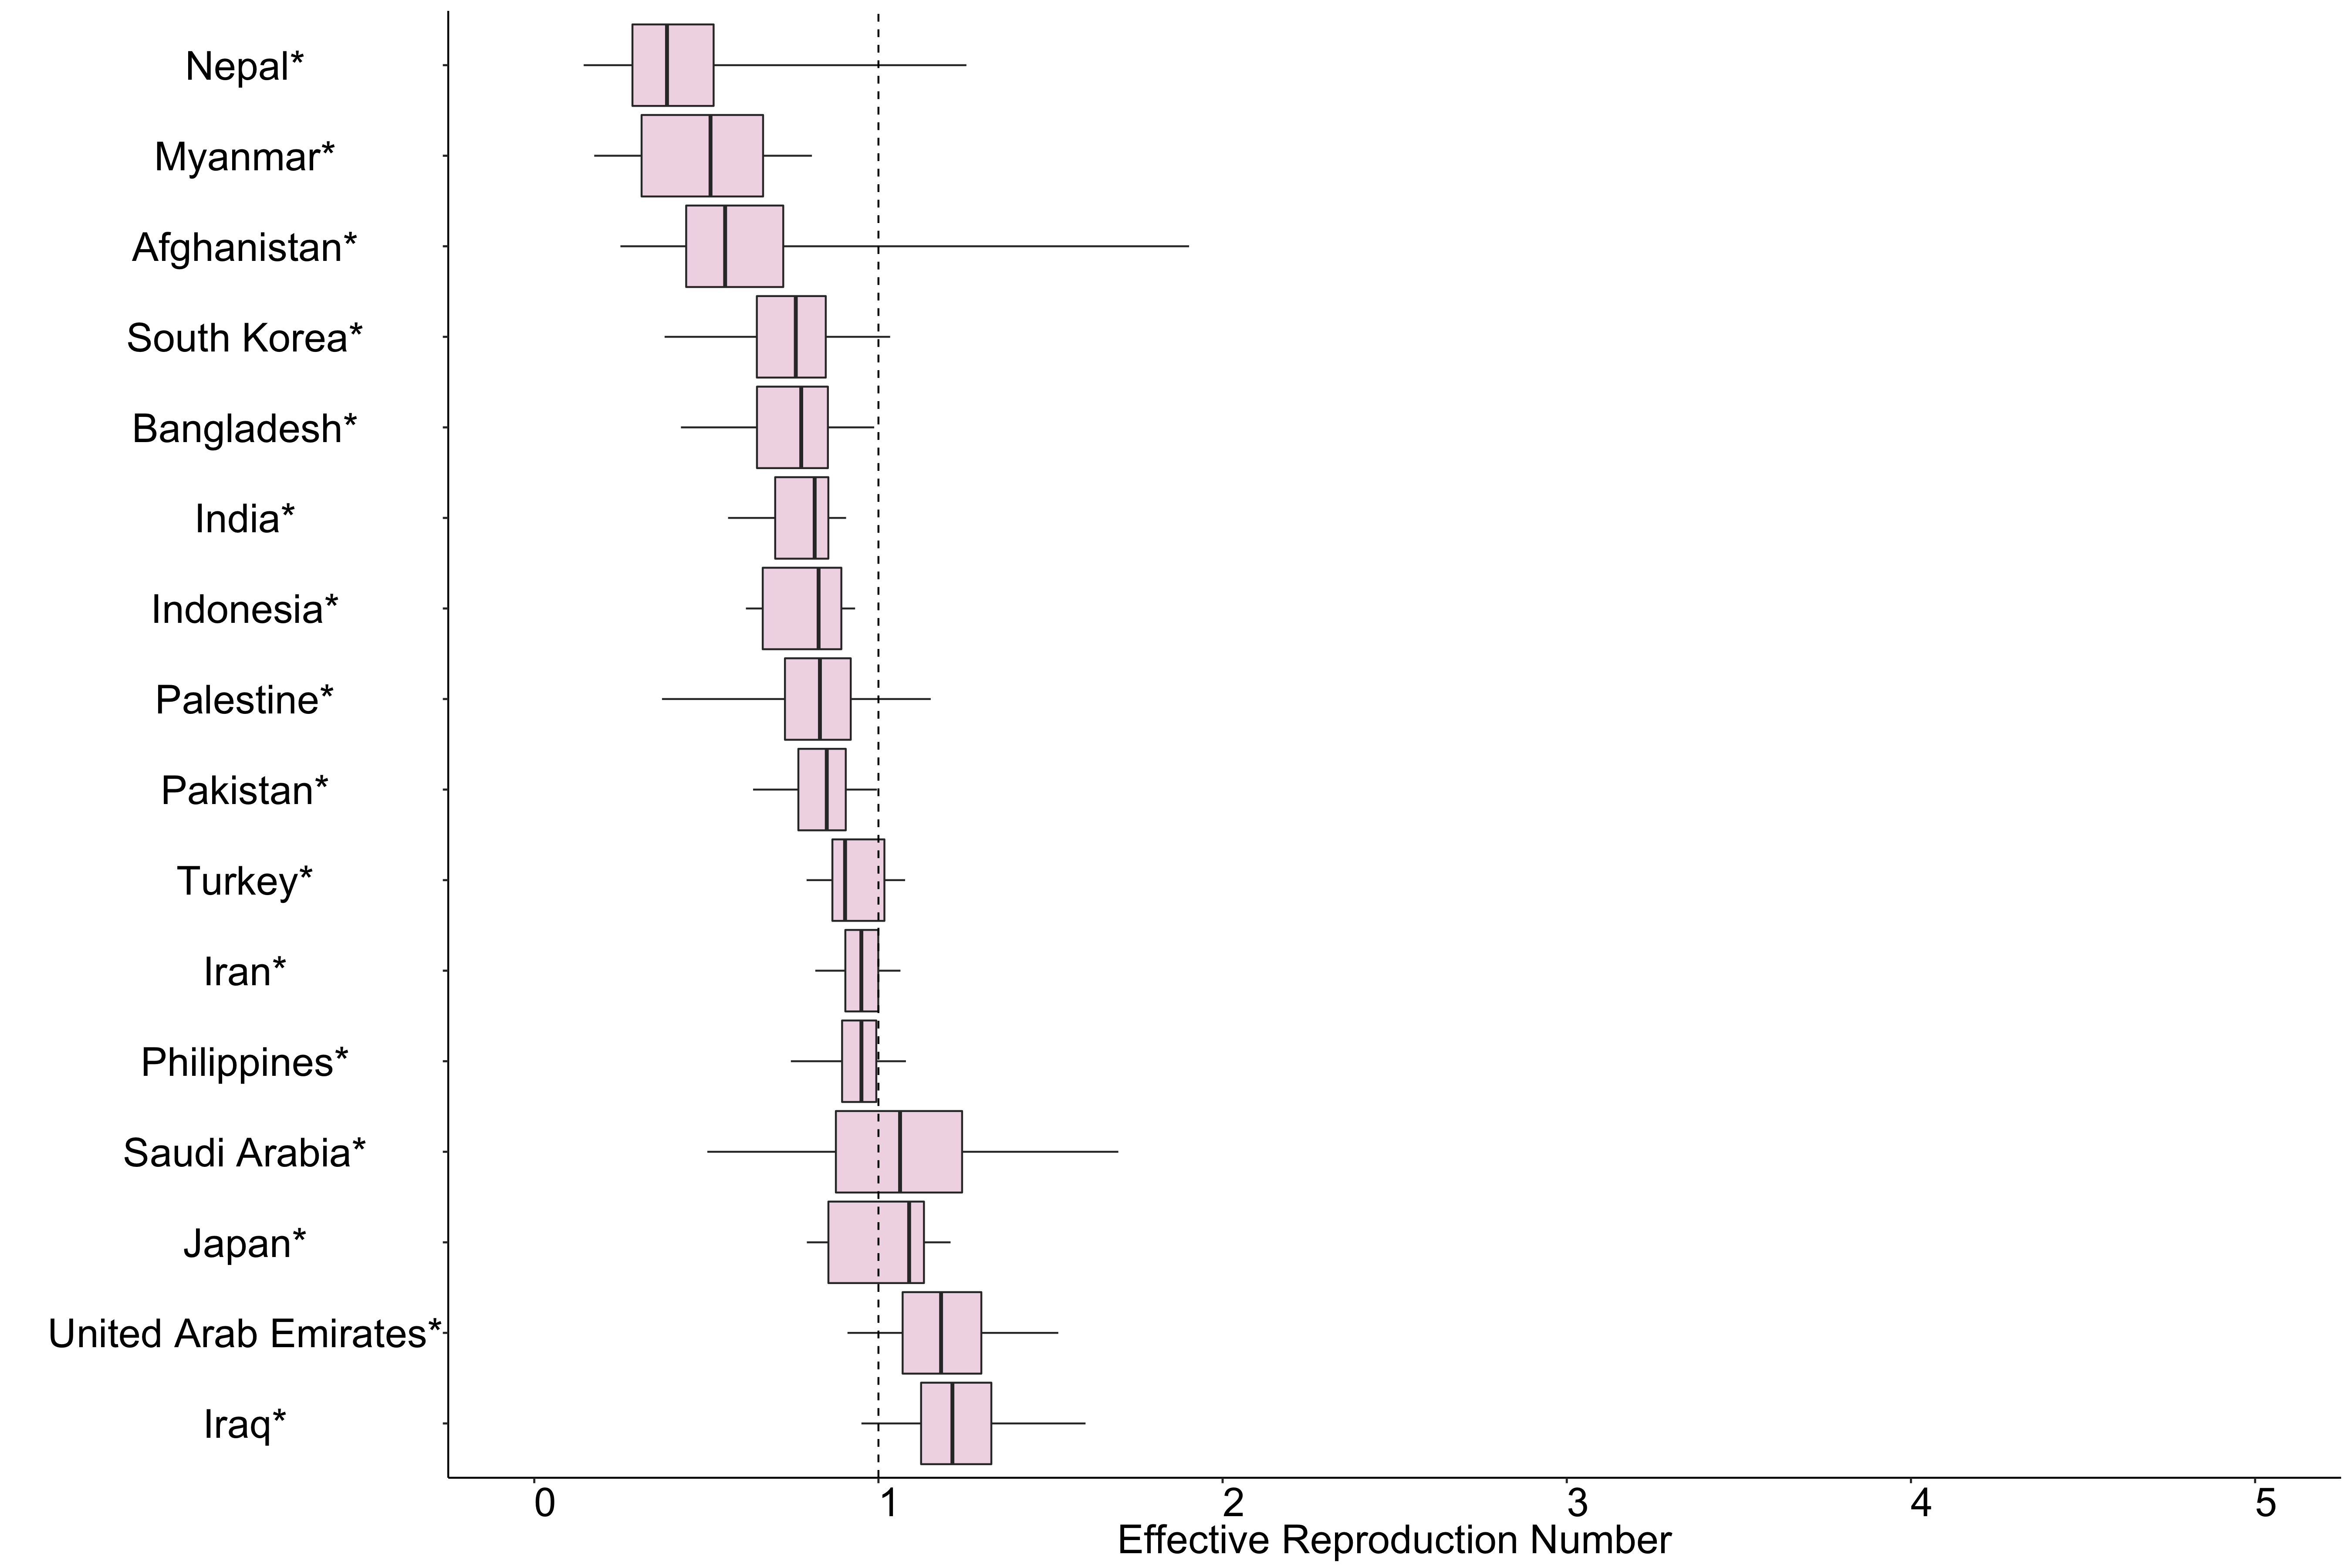 Nepal*
Myanmar*
Afghanistan*
South Korea*
Bangladesh*
India*
Indonesia*
Palestine*
Pakistan*
Turkey*
Iran*
Philippines*
Saudi Arabia*
Japan*
United Arab Emirates*
Iraq*
0 1 2 3 4 5
Effective Reproduction Number